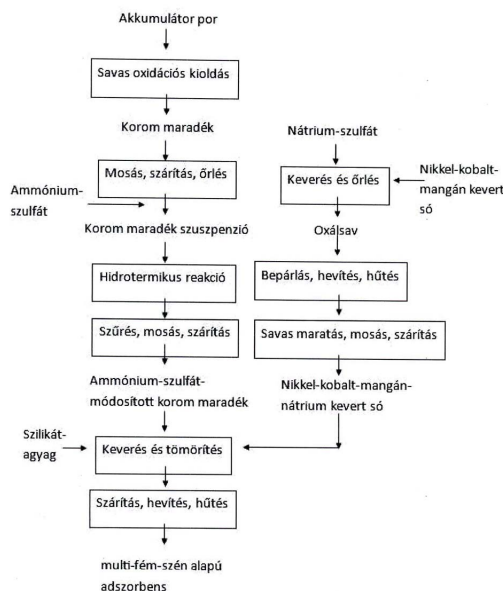 Akkumulátor por
Savas oxidációs kioldás
Korom maradék
Mosás, szárítás, őrlés
Ammónium-
szulfát
Korom maradék szuszpenzió
Hidrotermikus reakció
Szűrés, mosás, szárítás
Ammónium-szulfát-
módosított korom maradék
Nátrium-szulfát
Keverés és őrlés
Nikkel-kobalt-
mangán kevert
só
Oxálsav
Bepárlás, hevítés, hűtés
Savas maratás, mosás, szárítás
Nikkel-kobalt-mangán-
nátrium kevert só
Szilikát-
agyag
Keverés és tömörítés
Szárítás, hevítés, hűtés
multi-fém-szén alapú
adszorbens